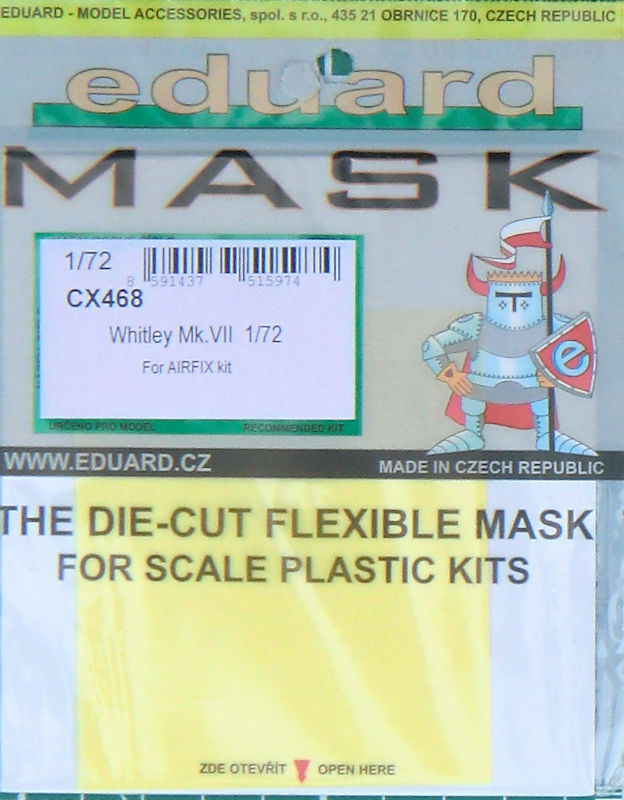 EDUARD - MODEL ACCESSORIES, spol. s r.o., 435 21 OBRNICE 170, CZECH REPUBLIC
eduard
MASK
1/72
8 591437 515974
CX468
Whitley Mk.VII 1/72
For AIRFIX kit
URČENO PRO MODEL RECOMMENDED KIT
e
WWW.EDUARD.CZ MADE IN CZECH REPUBLIC
THE DIE-CUT FLEXIBLE MASK
FOR SCALE PLASTIC KITS
ZDE OTEVŘÍT OPEN HERE